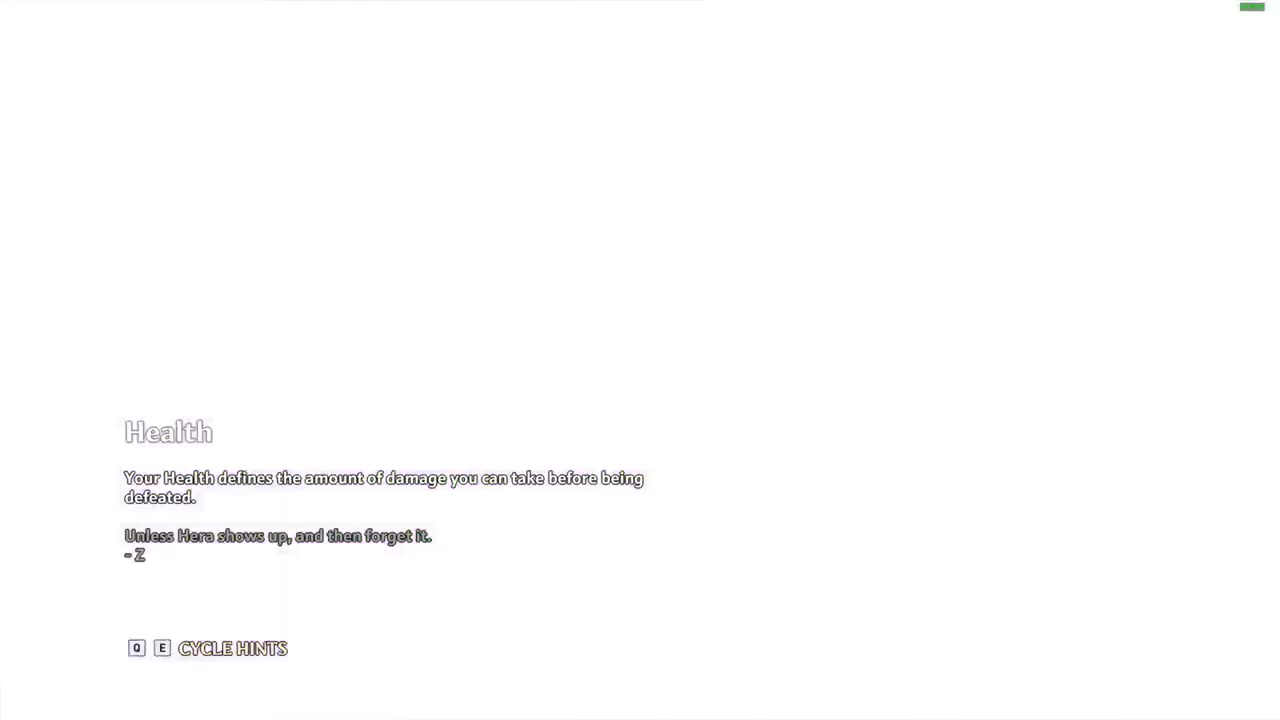 Health
Your Health defines the amount of damage you can take before being
defeated.
Unless Hera shows up, and then forget it.
- Z
Q E CYCLE HINTS